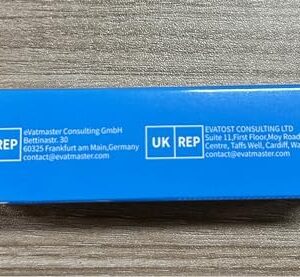 REP
eVatmaster Consulting GmbH
Bettinastr. 30
60325 Frankfurt am Main,Germany
contact@evatmaster.com
UK REP
EVATOST CONSULTING LTD
Suite 11,First Floor,Moy Road
Centre, Taffs Well, Cardiff, Wa
contact@evatmaster.com